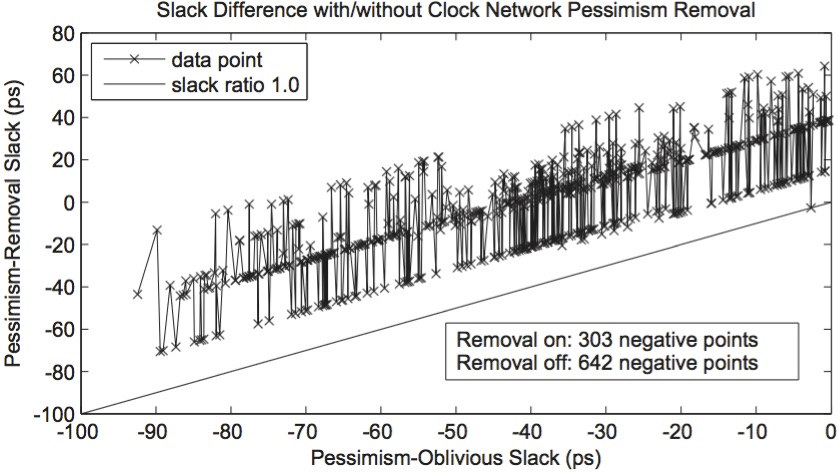 Slack Difference with/without Clock Network Pessimism Removal
Pessimism-Removal Slack (ps)
80
60
40
20
0
-20
-40
-60
-80
-100
data point
slack ratio 1.0
Removal on: 303 negative points
Removal off: 642 negative points
-100 -90 -80 -70 -60 -50 -40 -30 -20 -10 0
Pessimism-Oblivious Slack (ps)